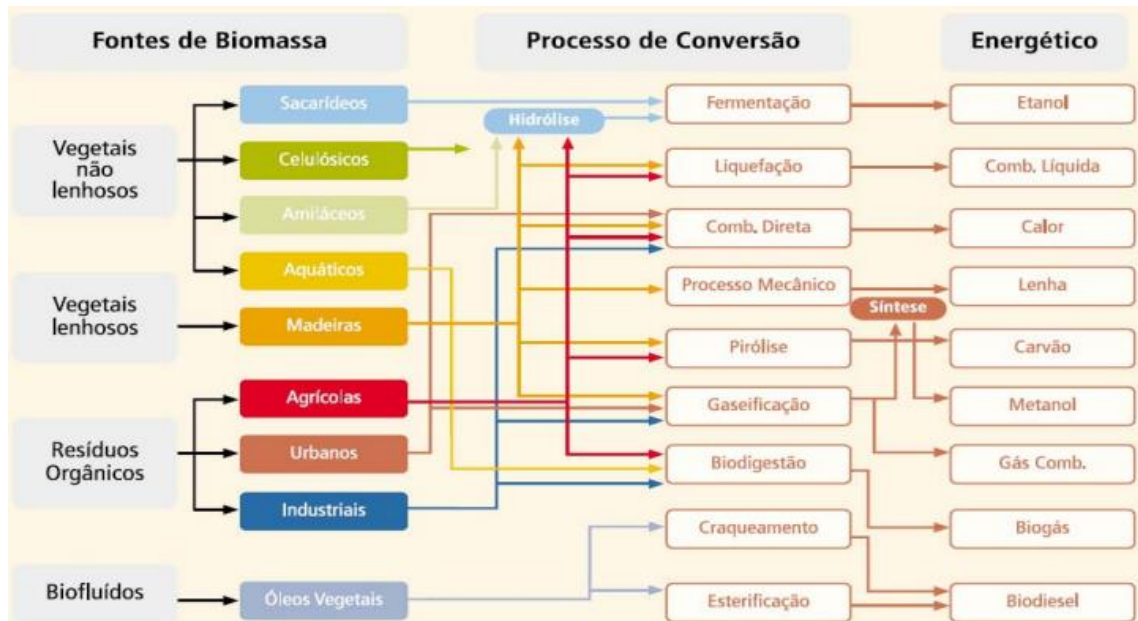 Fontes de Biomassa
Processo de Conversão
Energético
Vegetais
não
lenhosos
Sacarídeos
Celulósicos
Amiláceos
Aquáticos
Vegetais
lenhosos
Madeiras
Resíduos
Orgânicos
Agrícolas
Urbanos
Industriais
Biofluídos
Óleos Vegetais
Hidrólise
Fermentação
Liquefação
Comb. Direta
Processo Mecânico
Pirólise
Gaseificação
Biodigestão
Craqueamento
Esterificação
Síntese
Etanol
Comb. Líquida
Calor
Lenha
Carvão
Metanol
Gás Comb.
Biogás
Biodiesel